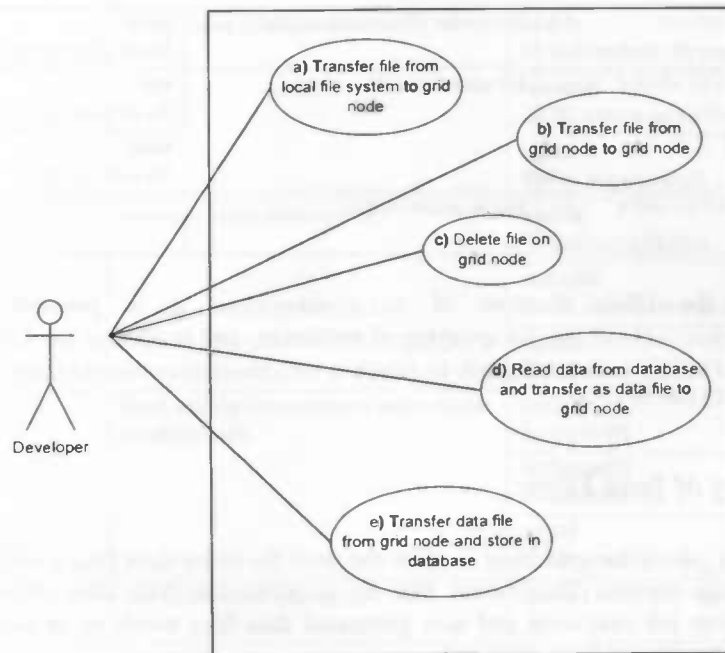 a) Transfer file from
local file system to grid
node
b) Transfer file from
grid node to grid node
c) Delete file on
grid node
d) Read data from database
and transfer as data file to
grid node
Developer
e) Transfer data file
from grid node and store in
database